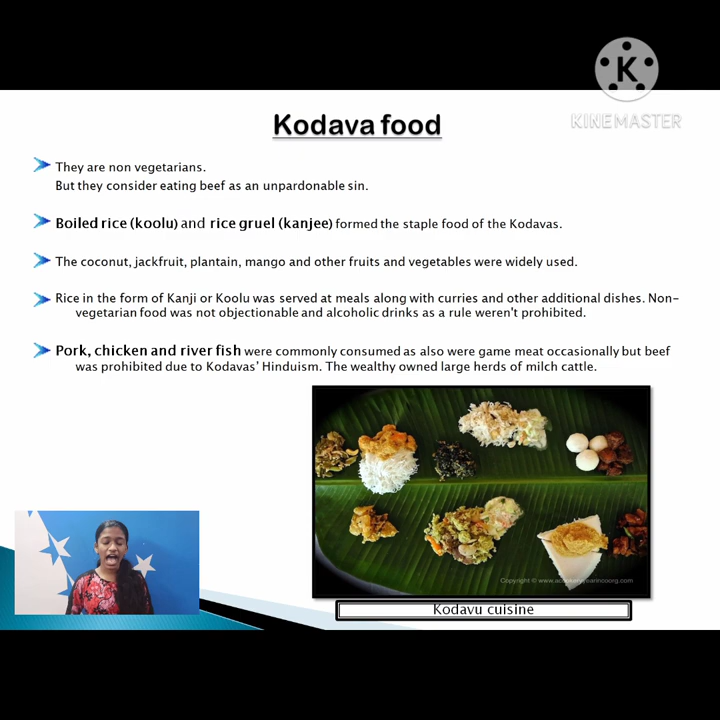 K
KINEMASTER
Kodava food
They are non vegetarians.
But they consider eating beef as an unpardonable sin.
Boiled rice (koolu) and rice gruel (kanjee) formed the staple food of the Kodavas.
The coconut, jackfruit, plantain, mango and other fruits and vegetables were widely used.
Rice in the form of Kanji or Koolu was served at meals along with curries and other additional dishes. Non-
vegetarian food was not objectionable and alcoholic drinks as a rule weren't prohibited.
Pork, chicken and river fish were commonly consumed as also were game meat occasionally but beef
was prohibited due to Kodavas' Hinduism. The wealthy owned large herds of milch cattle.
Copyright ©
Kodavu cuisine